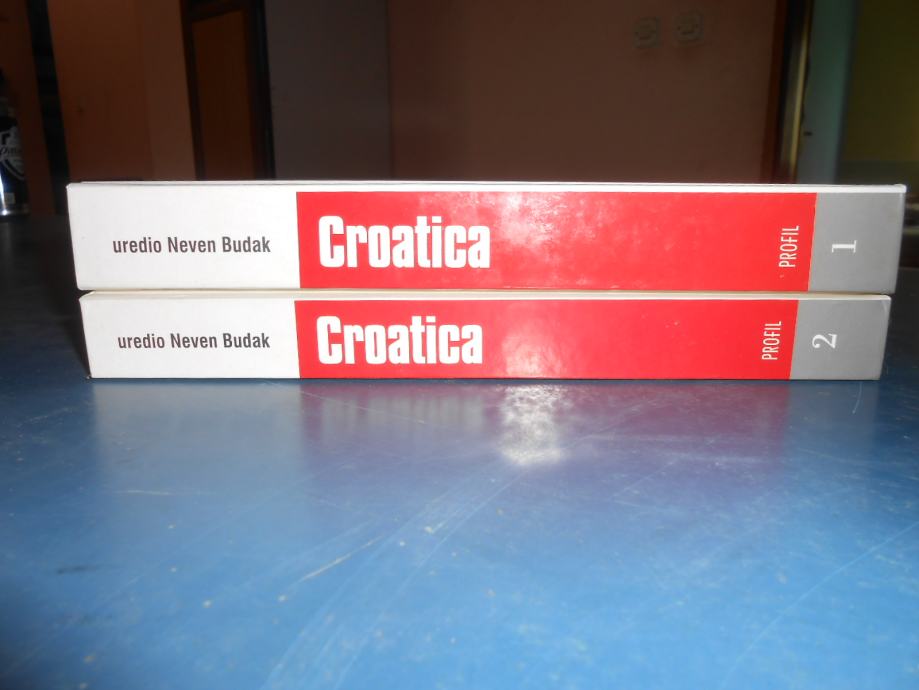 uredio Neven Budak Croatica PROFIL 1
uredio Neven Budak Croatica PROFIL 2